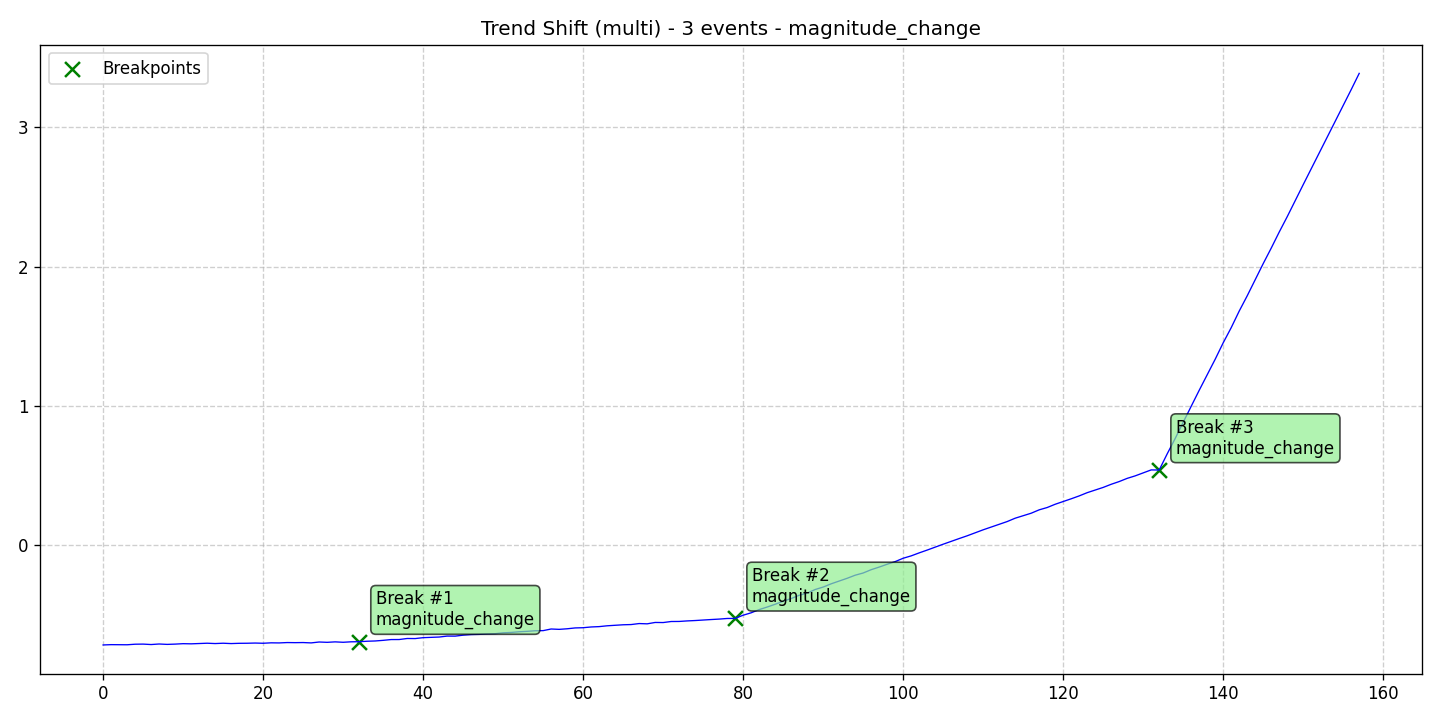 Trend Shift (multi) - 3 events - magnitude_change
Breakpoints
3
2
1
0
Break #3
magnitude_change
Break #2
magnitude_change
Break #1
magnitude_change
0
20
40
60
80
100
120
140
160